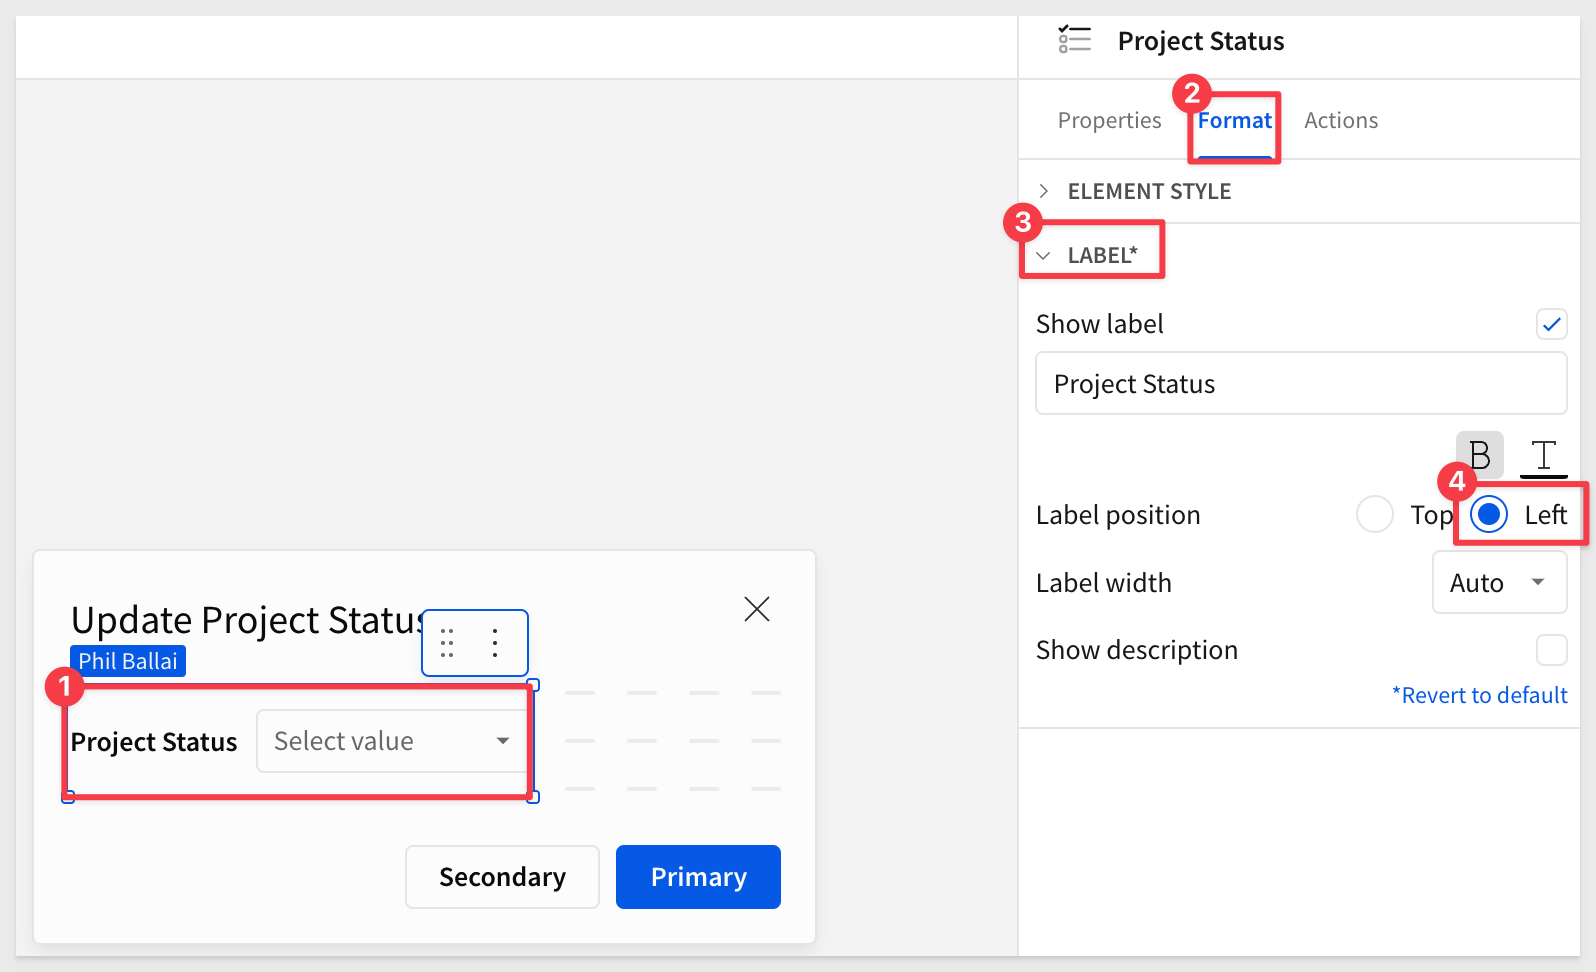 Project Status
2
Properties Format Actions
ELEMENT STYLE
3
LABEL*
Show label
Project Status
B T
4
Label position Top Left
Label width Auto
Show description
*Revert to default
Update Project Status
Phil Ballai
1
Project Status Select value
Secondary Primary